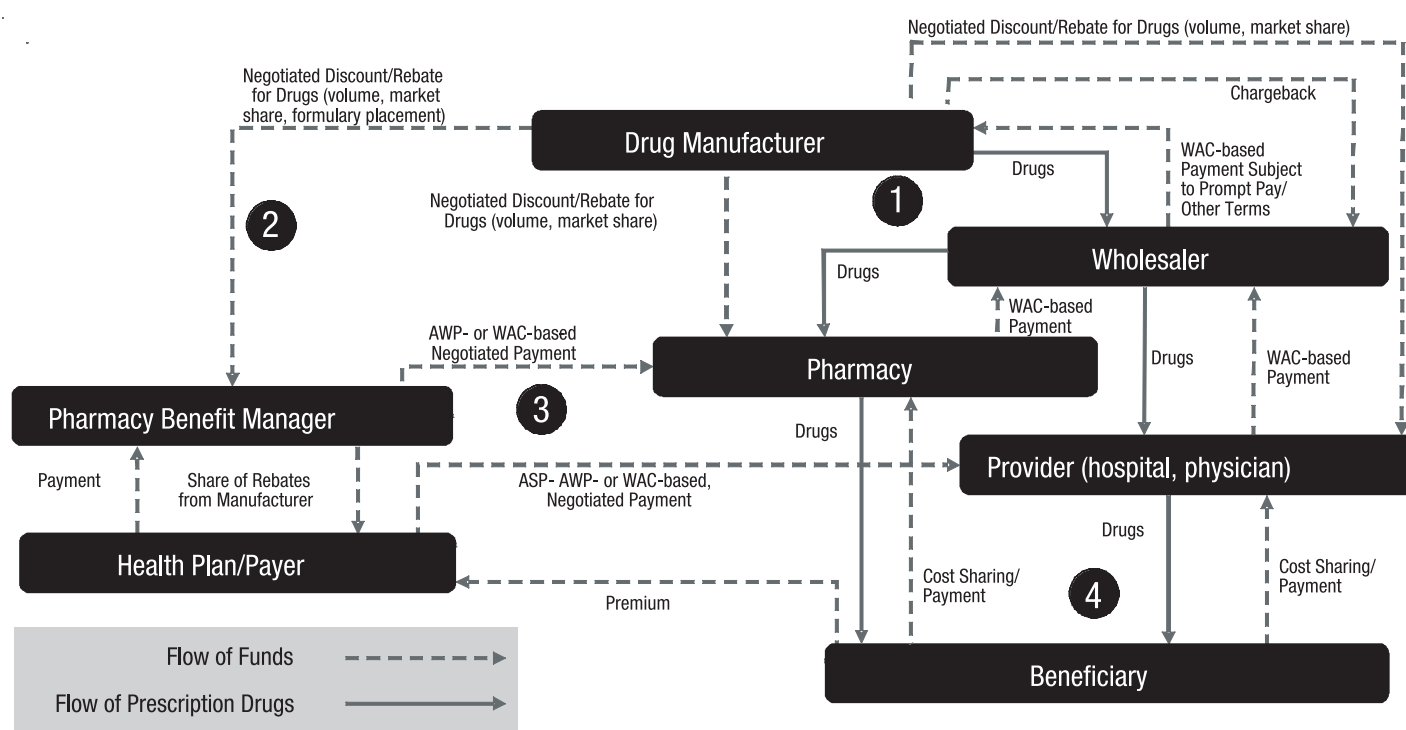 Negotiated Discount/Rebate for Drugs (volume, market share)
Negotiated Discount/Rebate
for Drugs (volume, market
share, formulary placement)
Chargeback
Drug Manufacturer
Drugs
WAC-based
Payment Subject
to Prompt Pay/
Other Terms
1
2
Negotiated Discount/Rebate for
Drugs (volume, market share)
Wholesaler
Drugs
WAC-based
Payment
AWP- or WAC-based
Negotiated Payment
Drugs
WAC-based
Payment
Pharmacy
3
Pharmacy Benefit Manager
Drugs
Provider (hospital, physician)
Payment
Share of Rebates
from Manufacturer
ASP- AWP- or WAC-based,
Negotiated Payment
Drugs
Health Plan/Payer
Cost Sharing/
Payment
4
Cost Sharing/
Payment
Premium
Flow of Funds
Flow of Prescription Drugs
Beneficiary